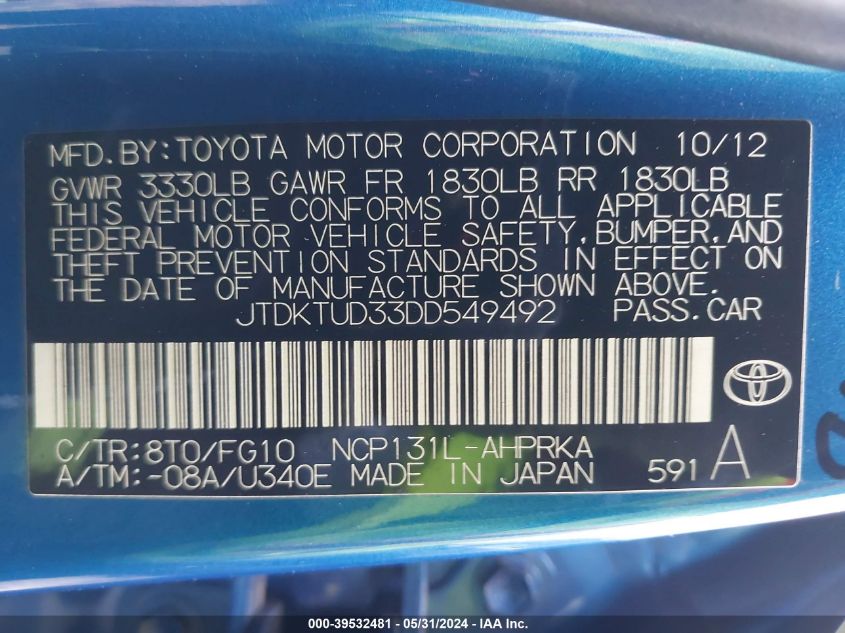 MFD.BY:TOYOTA MOTOR CORPORATION 10/12
GVWR 3330LB GAWR FR 1830LB RR 1830LB
THIS VEHICLE CONFORMS TO ALL APPLICABLE
FEDERAL MOTOR VEHICLE SAFETY, BUMPER, AND
THEFT PREVENTION STANDARDS IN EFFECT ON
THE DATE OF MANUFACTURE SHOWN ABOVE.
JTDKTUD33DD549492 PASS.CAR
C/TR:8T0/FG10 NCP131L-AHPRKA
A/TM:-08A/U340E MADE IN JAPAN 591 A
000-39532481 - 05/31/2024 - IAA Inc.